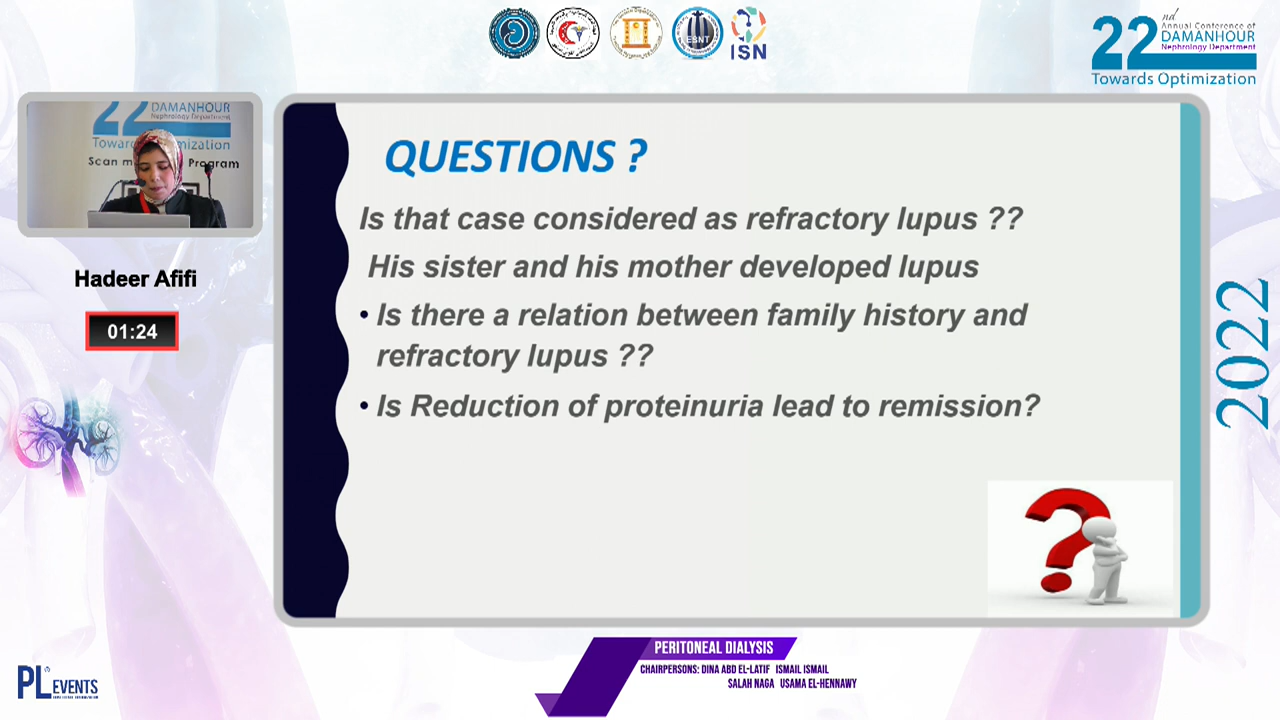 ESNT
ISN
22nd
Annual Conference of
DAMANHOUR
Nephrology Department
Towards Optimization
22
DAMANHOUR
Nephrology Department
Towards Optimization
Program
Hadeer Afifi
01:24
QUESTIONS ?
Is that case considered as refractory lupus ??
His sister and his mother developed lupus
• Is there a relation between family history and
refractory lupus ??
• Is Reduction of proteinuria lead to remission?
2022
PERITONEAL DIALYSIS
CHAIRPERSONS: DINA ABD EL-LATIF ISMAIL ISMAIL
SALAH NAGA USAMA EL-HENNAWY
PL EVENTS